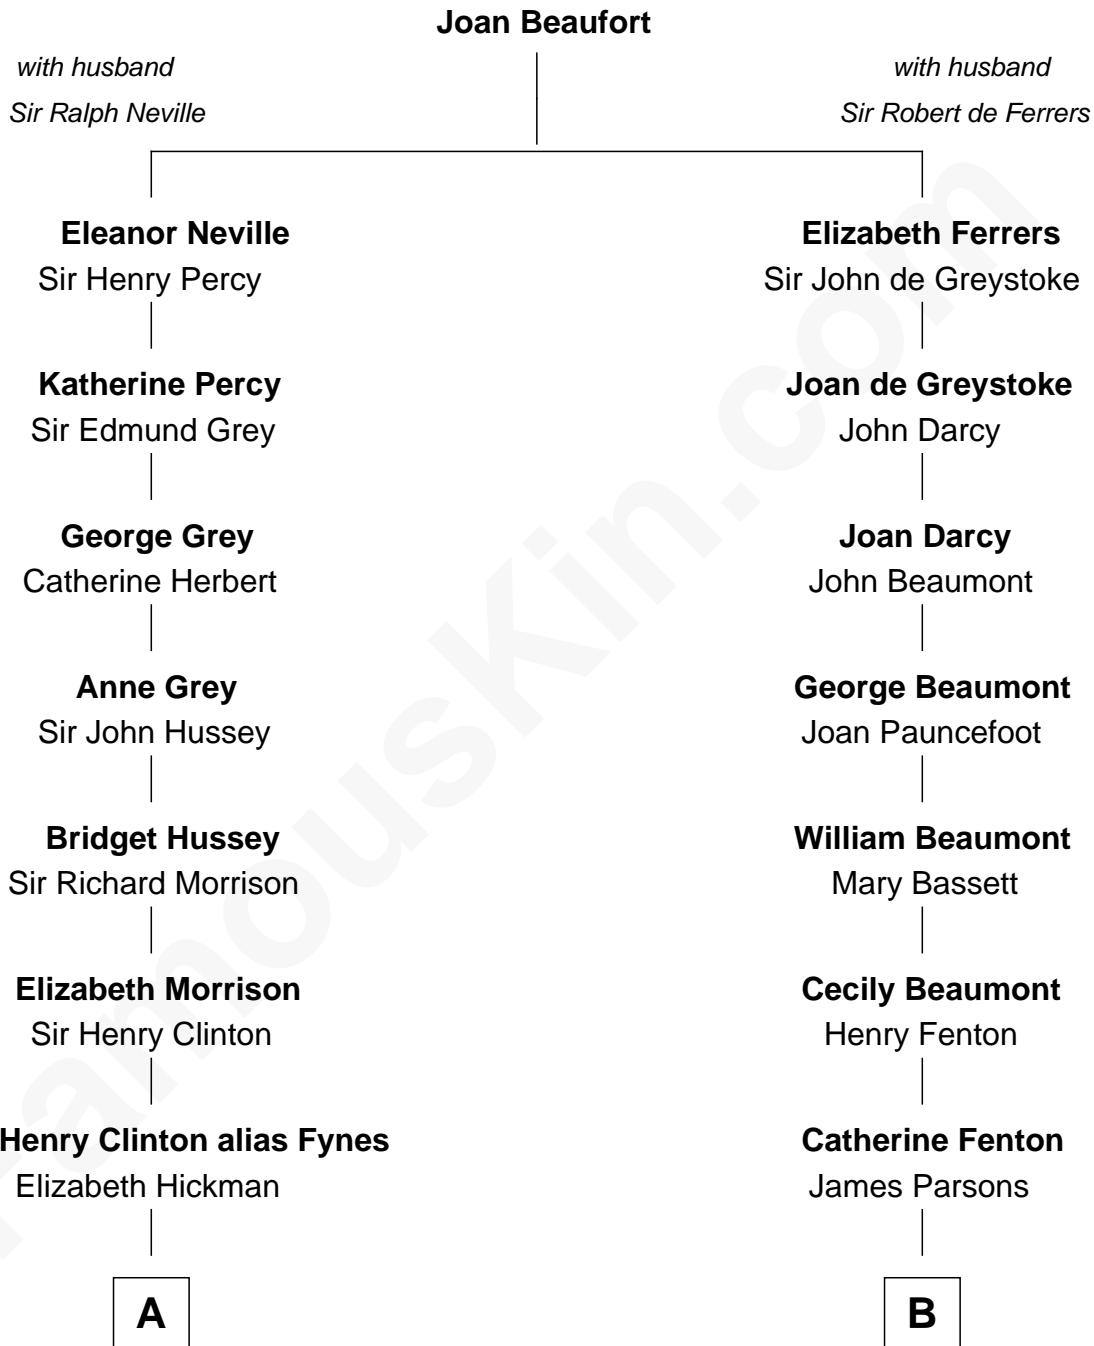 Joan Beaufort
with husband
Sir Ralph Neville
with husband
Sir Robert de Ferrers
Eleanor Neville
Sir Henry Percy
Elizabeth Ferrers
Sir John de Greystoke
Katherine Percy
Sir Edmund Grey
Joan de Greystoke
John Darcy
George Grey
Catherine Herbert
Joan Darcy
John Beaumont
Anne Grey
Sir John Hussey
George Beaumont
Joan Pauncefoot
Bridget Hussey
Sir Richard Morrison
William Beaumont
Mary Bassett
Elizabeth Morrison
Sir Henry Clinton
Cecily Beaumont
Henry Fenton
Henry Clinton alias Fynes
Elizabeth Hickman
Catherine Fenton
James Parsons
A
B
FamousKin.com